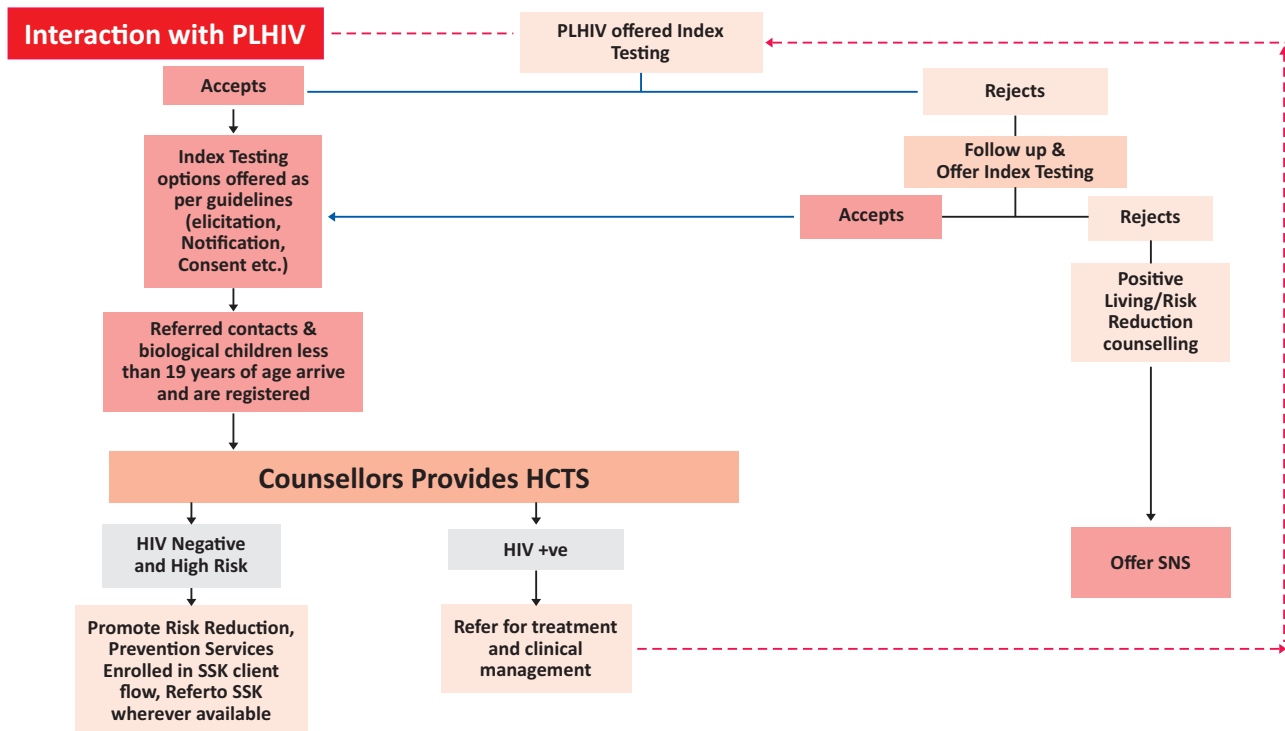 Interaction with PLHIV
PLHIV offered Index
Testing
Accepts
Rejects
Index Testing
options offered as
per guidelines
(elicitation,
Notification,
Consent etc.)
Follow up &
Offer Index Testing
Accepts
Rejects
Positive
Living/Risk
Reduction
counselling
Referred contacts &
biological children less
than 19 years of age arrive
and are registered
Counsellors Provides HCTS
HIV Negative
and High Risk
HIV +ve
Offer SNS
Promote Risk Reduction,
Prevention Services
Enrolled in SSK client
flow, Referto SSK
wherever available
Refer for treatment
and clinical
management